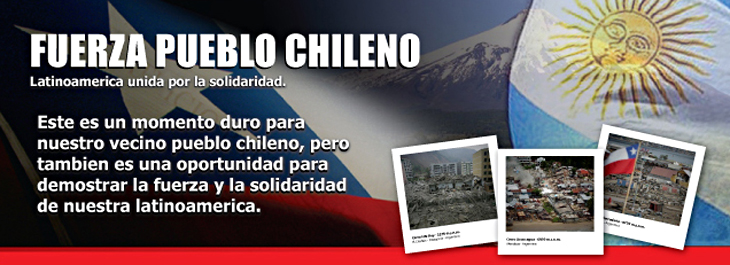 FUERZA PUEBLO CHILENO
Latinoamerica unida por la solidaridad.
Este es un momento duro para
nuestro vecino pueblo chileno, pero
tambien es una oportunidad para
demostrar la fuerza y la solidaridad
de nuestra latinoamerica.